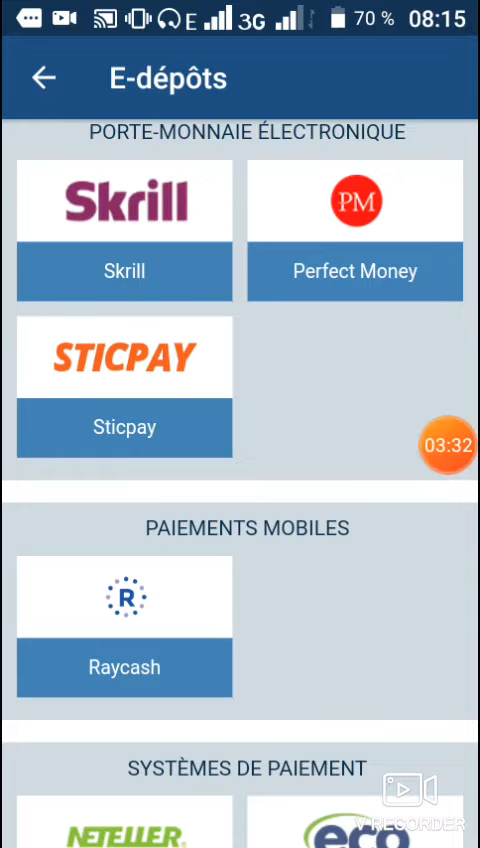 E 3G 70 % 08:15
E-dépôts
PORTE-MONNAIE ÉLECTRONIQUE
Skrill PM
Skrill Perfect Money
STICPAY
Sticpay
03:32
PAIEMENTS MOBILES
R
Raycash
SYSTÈMES DE PAIEMENT
NETELLER eco
V RECORDER